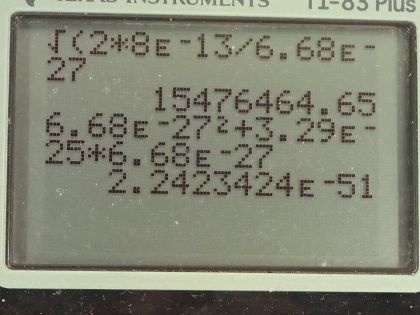 TEXAS INSTRUMENTS TI-83 Plus
√(2*8ᴇ⁻13/6.68ᴇ⁻
27
15476464.65
6.68ᴇ⁻27²+3.29ᴇ⁻
25*6.68ᴇ⁻27
2.2423424ᴇ⁻51